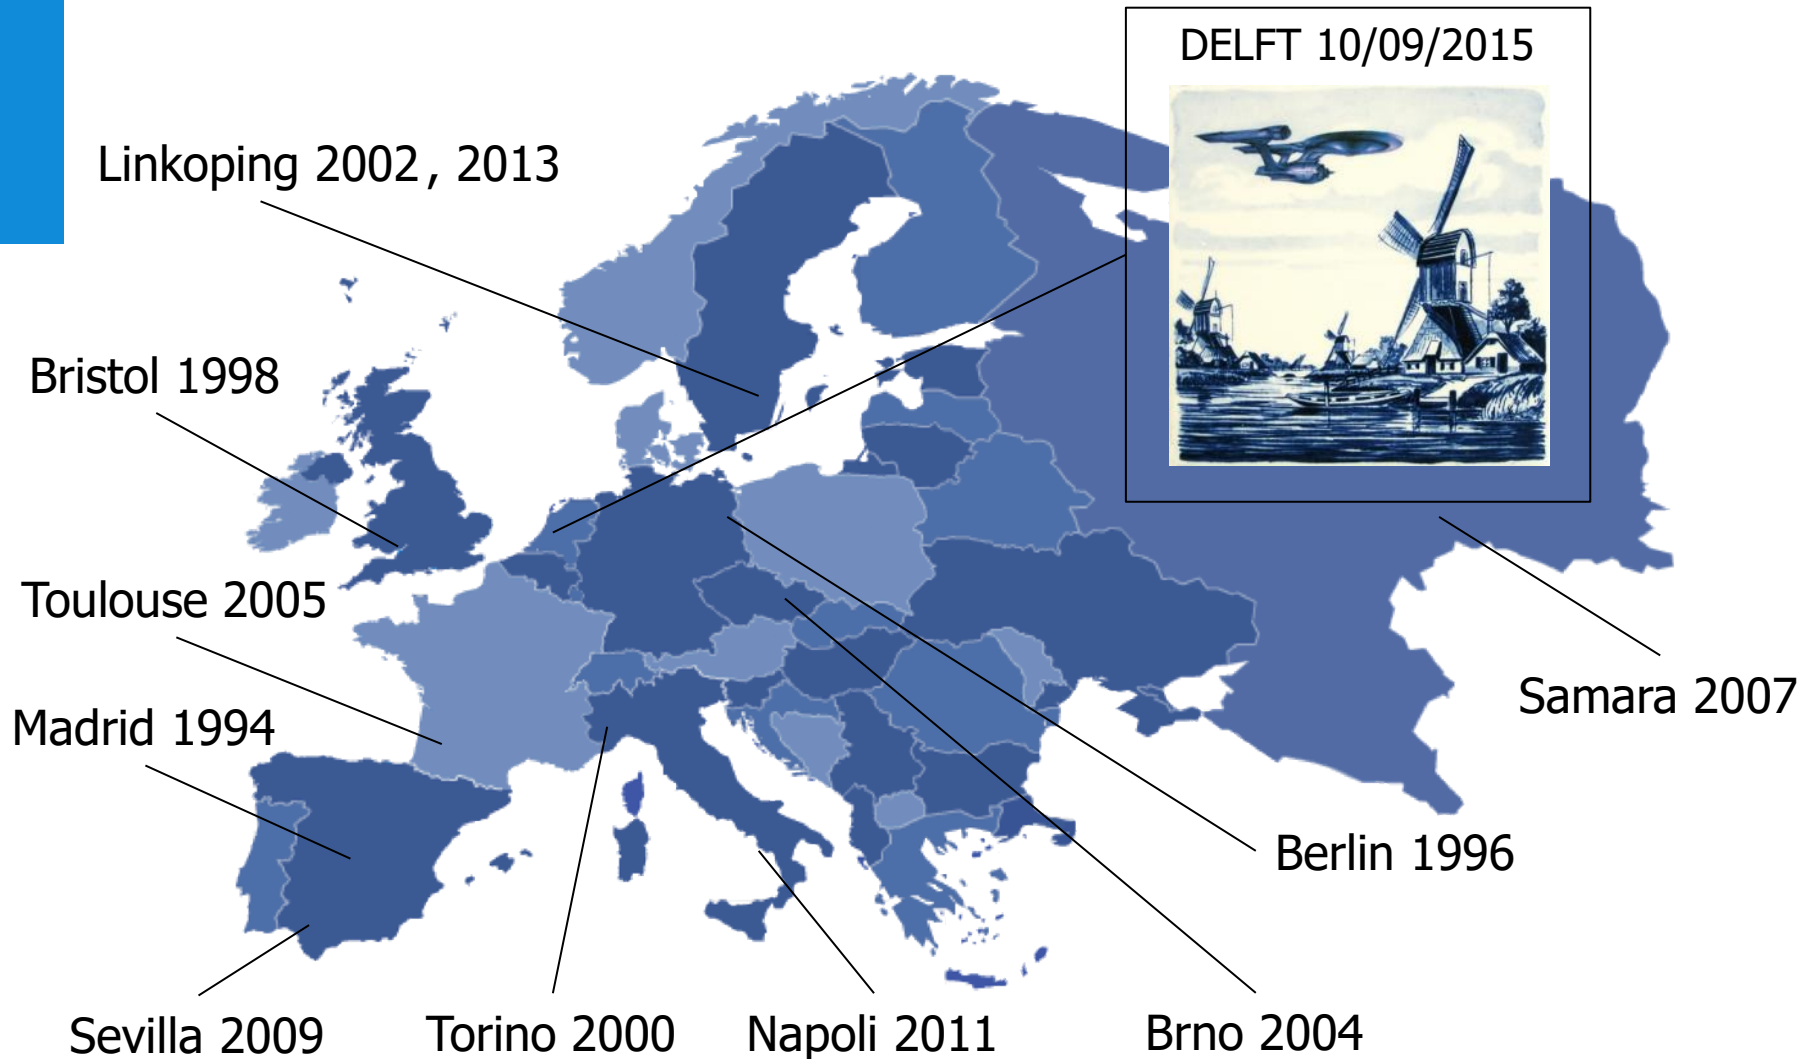 DELFT 10/09/2015
Linkoping 2002, 2013
Bristol 1998
Toulouse 2005
Madrid 1994
Samara 2007
Berlin 1996
Sevilla 2009
Torino 2000
Napoli 2011
Brno 2004